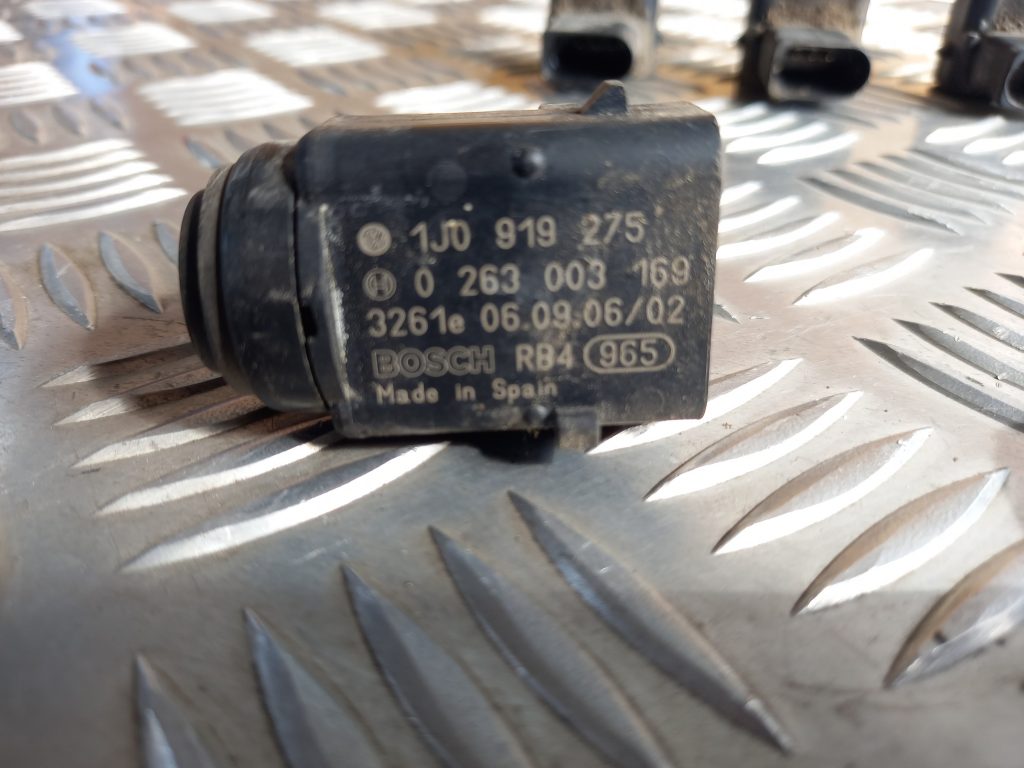 1J0 919 275
0 263 003 169
3261e 06.09.06/02
BOSCH RB4 965
Made in Spain